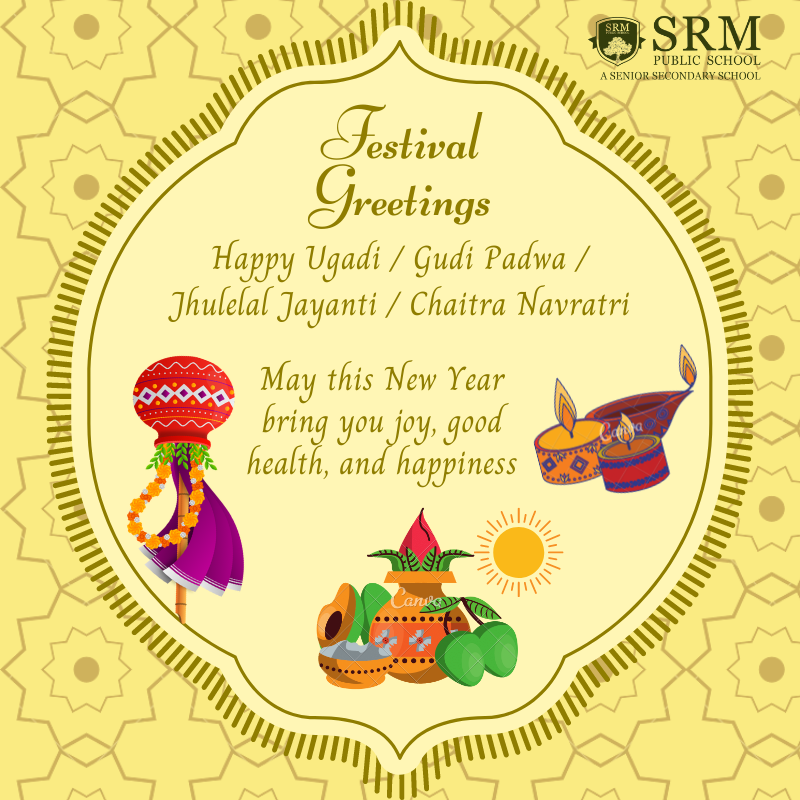 SRM
PUBLIC SCHOOL
SRM
PUBLIC SCHOOL
A SENIOR SECONDARY SCHOOL
Festival
Greetings
Happy Ugadi / Gudi Padwa /
Jhulelal Jayanti / Chaitra Navratri
May this New Year
bring you joy, good
health, and happiness
Canva
Canva